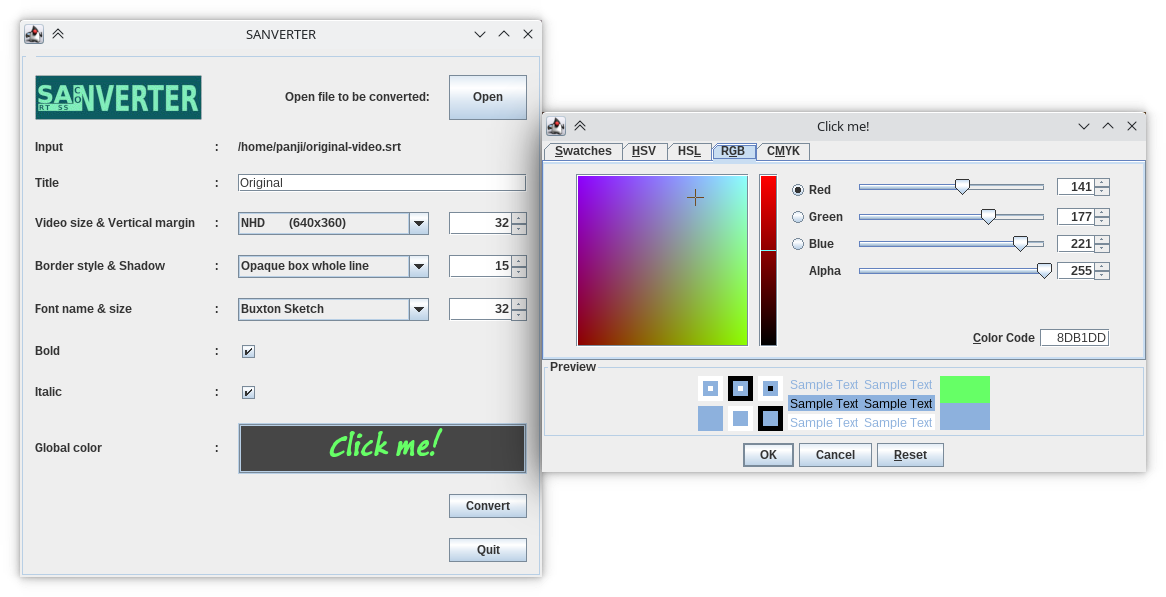 SANVERTER
SACONVERTER
RT SS
Open file to be converted:
Open
Input : /home/panji/original-video.srt
Title : Original
Video size & Vertical margin : NHD (640x360) 32
Border style & Shadow : Opaque box whole line 15
Font name & size : Buxton Sketch 32
Bold :
Italic :
Global color : Click me!
Convert
Quit
Click me!
Swatches HSV HSL RGB CMYK
Red 141
Green 177
Blue 221
Alpha 255
Color Code 8DB1DD
Preview
Sample Text Sample Text
Sample Text Sample Text
Sample Text Sample Text
OK Cancel Reset